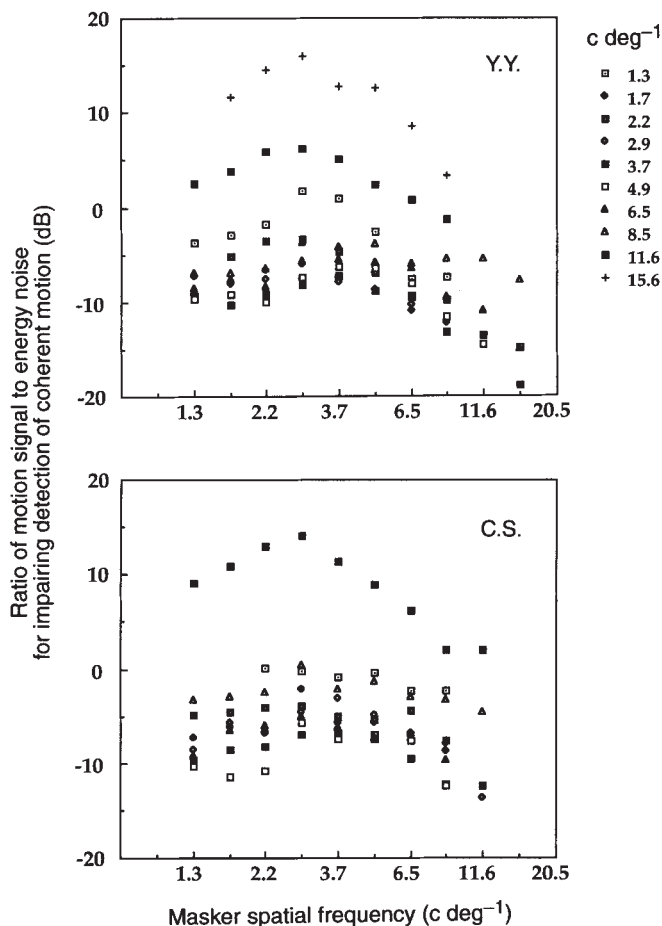 Y.Y.
c deg⁻¹
1.3
1.7
2.2
2.9
3.7
4.9
6.5
8.5
11.6
15.6
20
10
0
-10
-20
1.3 2.2 3.7 6.5 11.6 20.5
Ratio of motion signal to energy noise
for impairing detection of coherent motion (dB)
C.S.
20
10
0
-10
-20
1.3 2.2 3.7 6.5 11.6 20.5
Masker spatial frequency (c deg⁻¹)